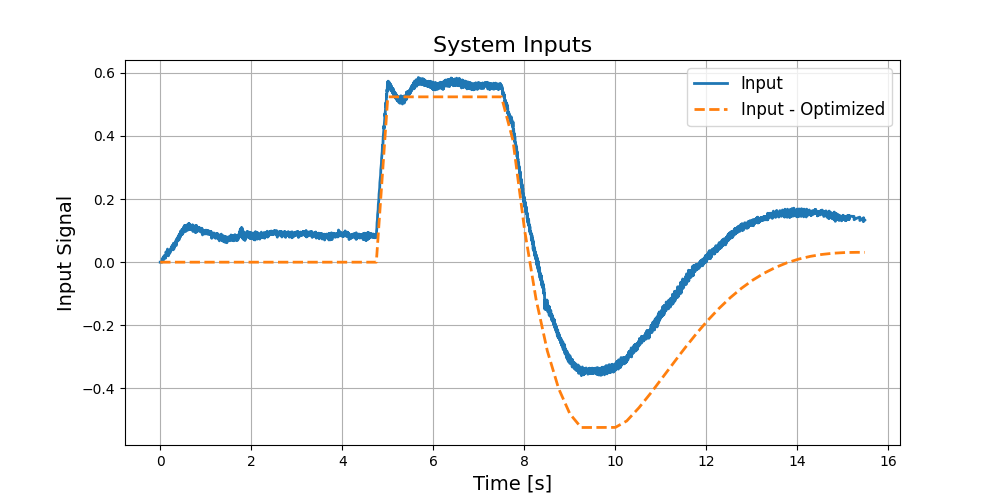 System Inputs
Input Signal
0.6
0.4
0.2
0.0
−0.2
−0.4
Input
Input - Optimized
0 2 4 6 8 10 12 14 16
Time [s]